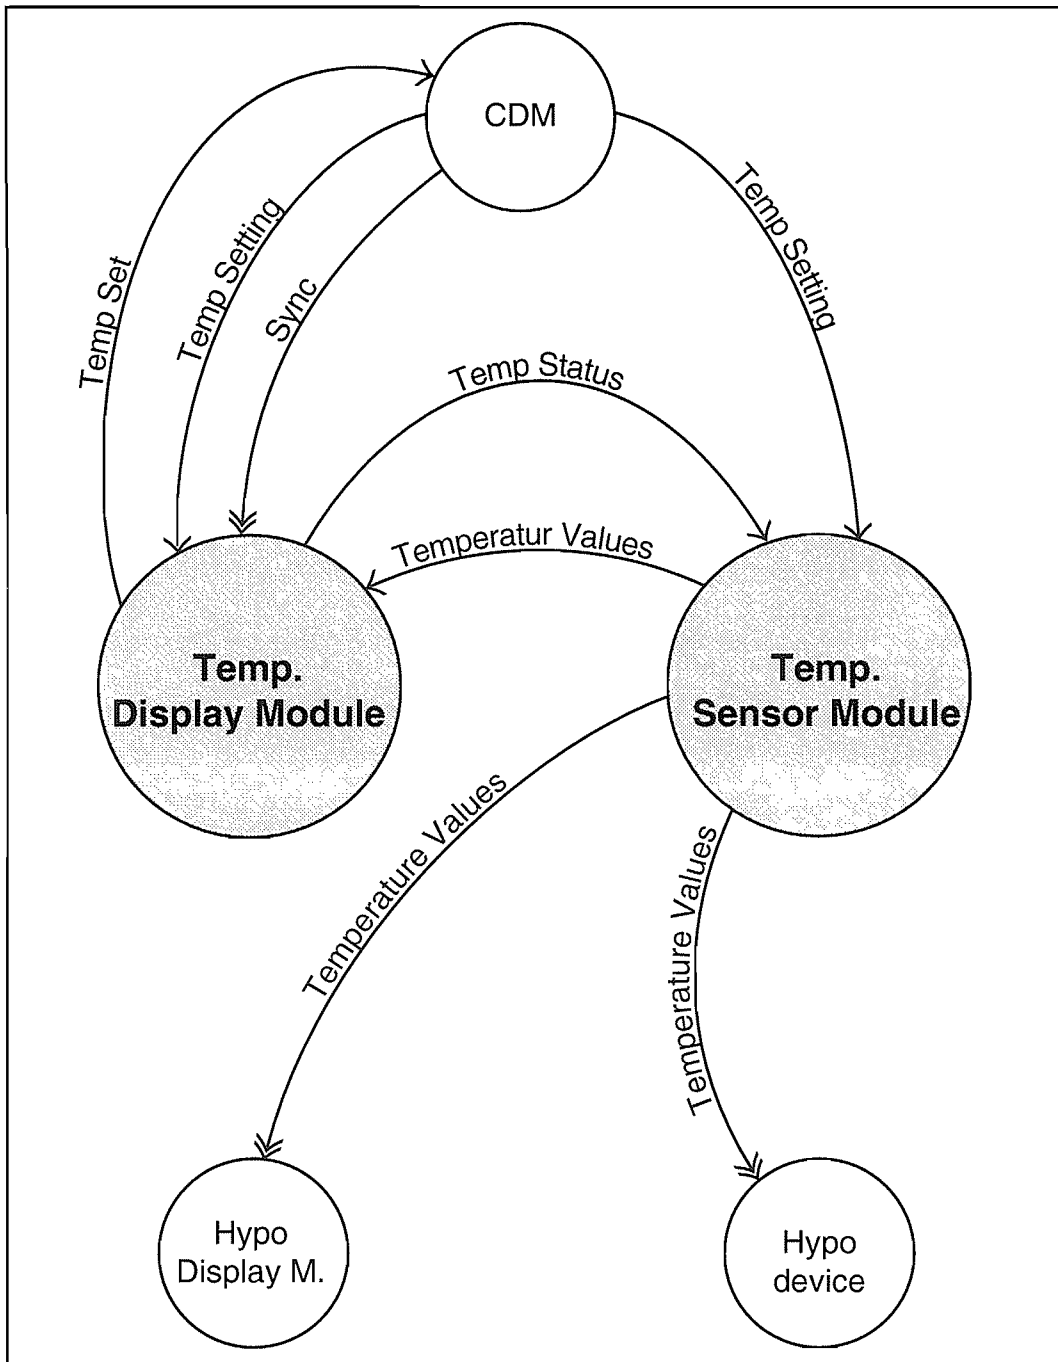 CDM
Temp Set
Temp Setting
Sync
Temp Setting
Temp Status
Temperatur Values
Temp.
Display Module
Temp.
Sensor Module
Temperature Values
Temperature Values
Hypo
Display M.
Hypo
device